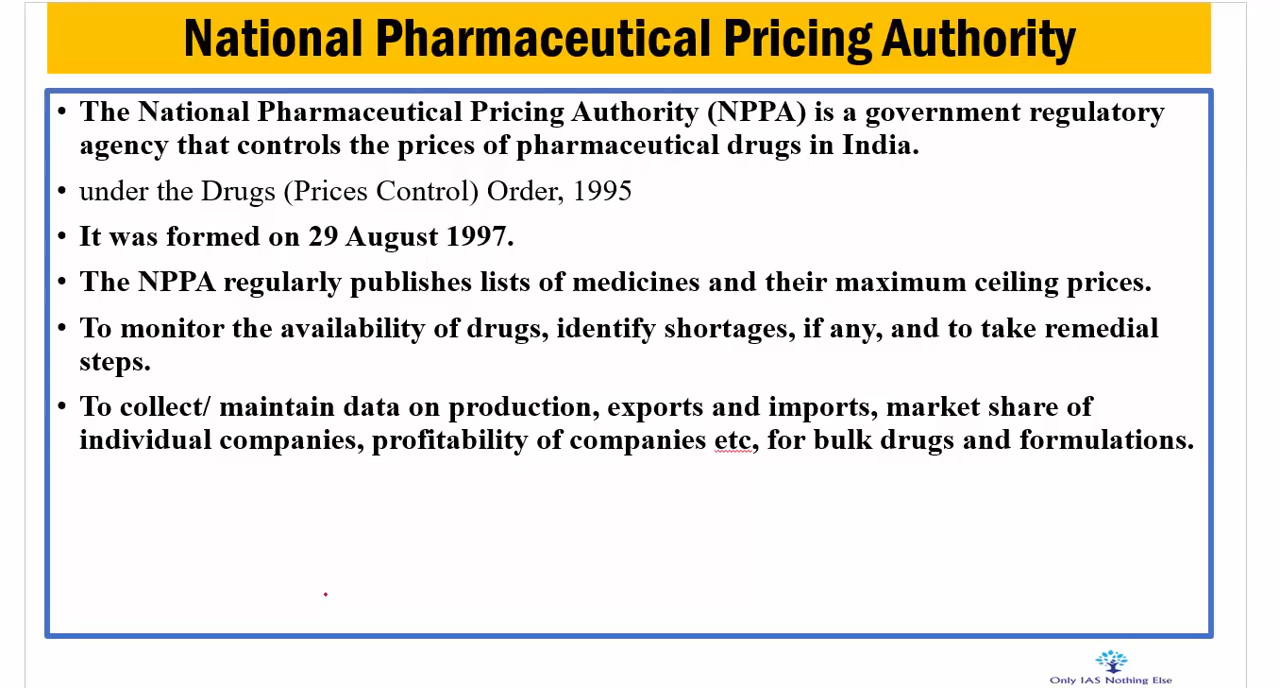 National Pharmaceutical Pricing Authority
• The National Pharmaceutical Pricing Authority (NPPA) is a government regulatory
agency that controls the prices of pharmaceutical drugs in India.
• under the Drugs (Prices Control) Order, 1995
• It was formed on 29 August 1997.
• The NPPA regularly publishes lists of medicines and their maximum ceiling prices.
• To monitor the availability of drugs, identify shortages, if any, and to take remedial
steps.
• To collect/ maintain data on production, exports and imports, market share of
individual companies, profitability of companies etc, for bulk drugs and formulations.
Only IAS Nothing Else